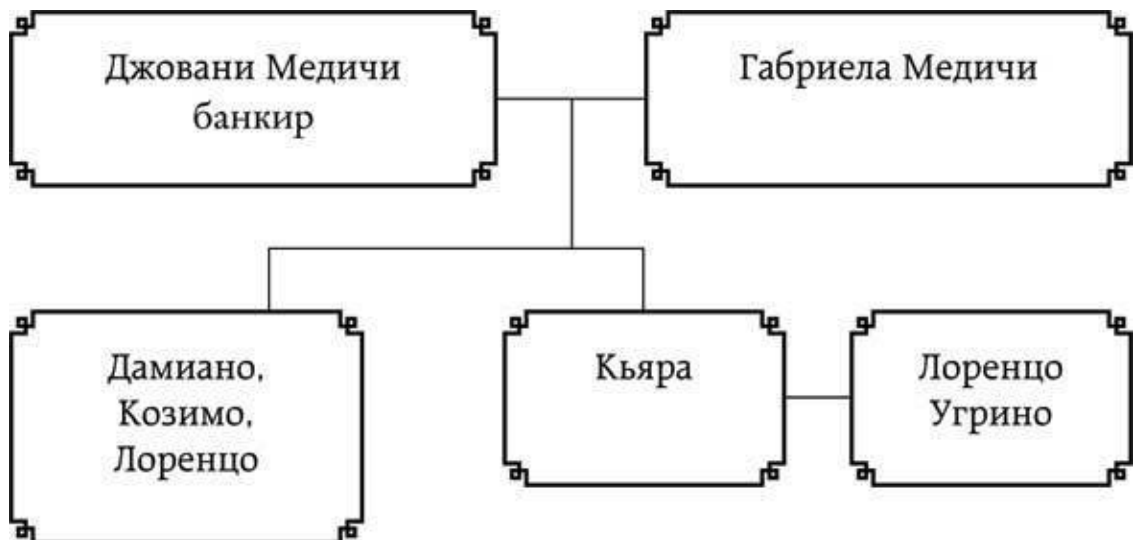 Джовани Медичи
банкир
Габриела Медичи
Дамиано,
Козимо,
Лоренцо
Кьяра
Лоренцо
Угрино